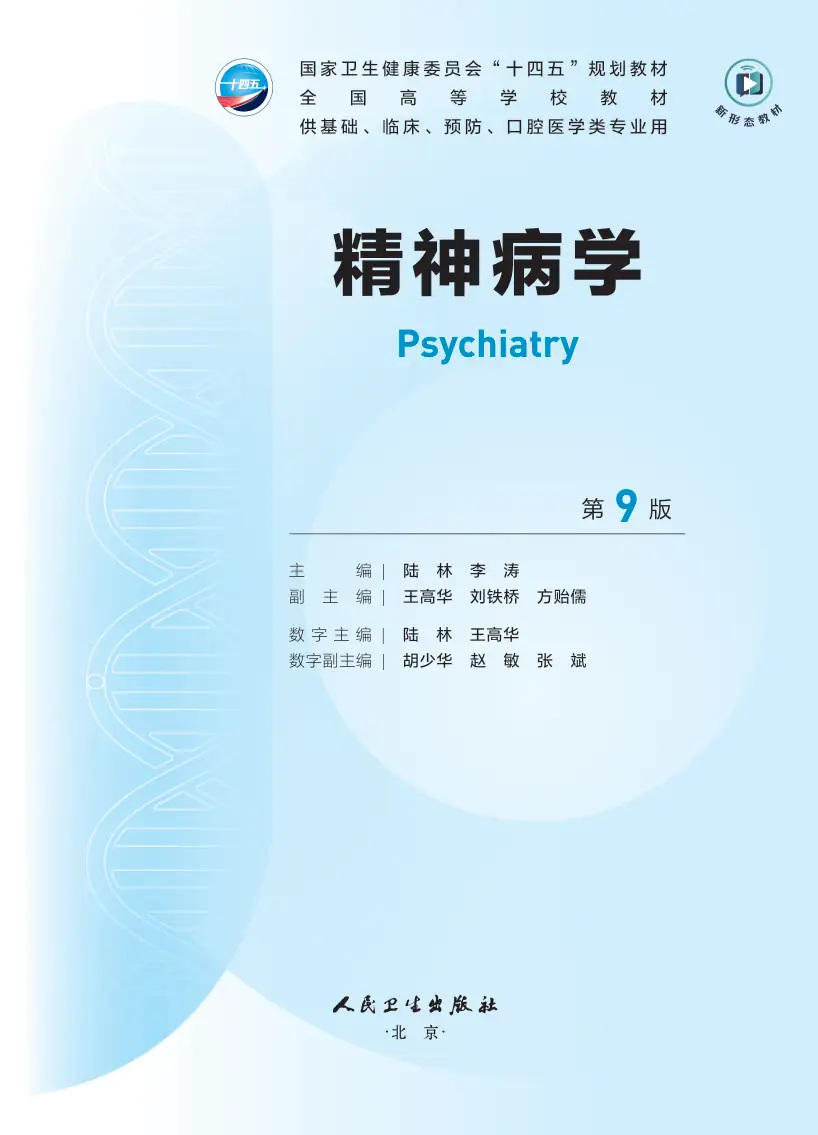 十四五
国家卫生健康委员会“十四五”规划教材
全国高等学校教材
供基础、临床、预防、口腔医学类专业用
新形态教材
精神病学
Psychiatry
第9版
主编 | 陆林 李涛
副主编 | 王高华 刘铁桥 方贻儒
数字主编 | 陆林 王高华
数字副主编 | 胡少华 赵敏 张斌
人民卫生出版社
·北京·